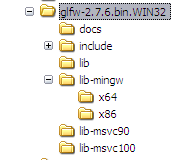 glfw-2.7.6.bin.WIN32
docs
include
lib
lib-mingw
x64
x86
lib-msvc90
lib-msvc100